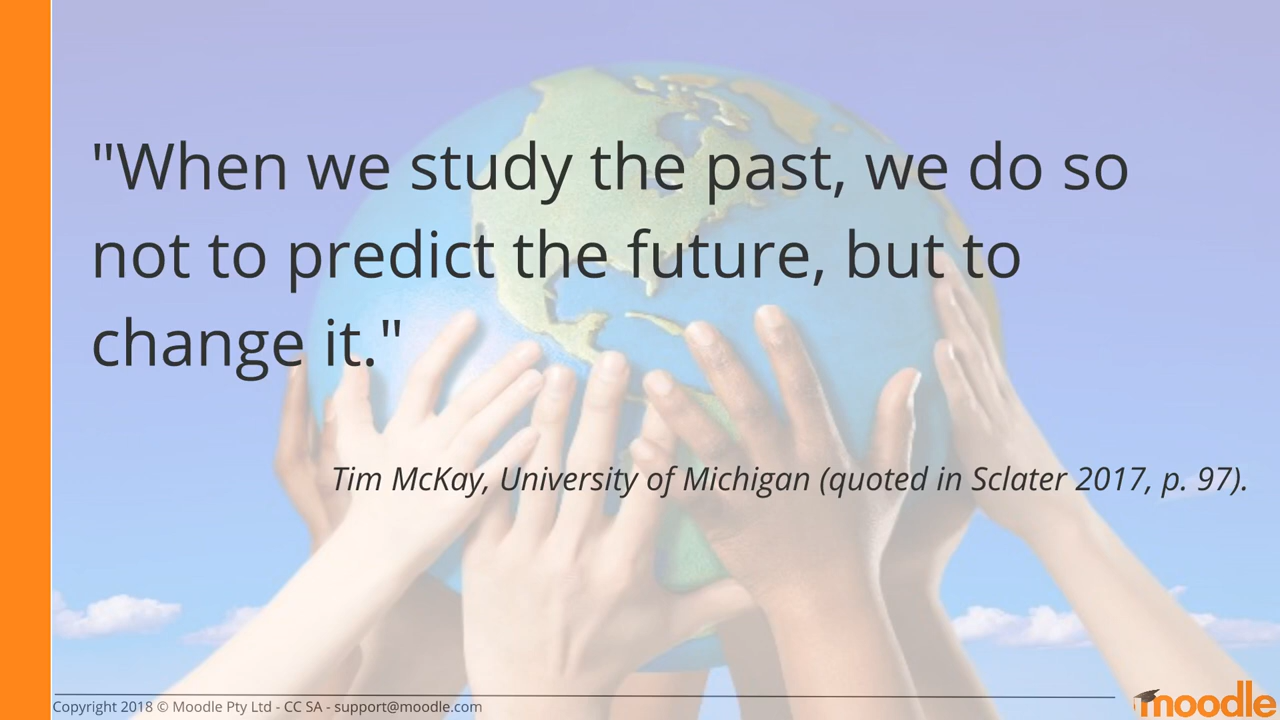 "When we study the past, we do so
not to predict the future, but to
change it."
Tim McKay, University of Michigan (quoted in Sclater 2017, p. 97).
Copyright 2018 © Moodle Pty Ltd - CC SA - support@moodle.com
moodle